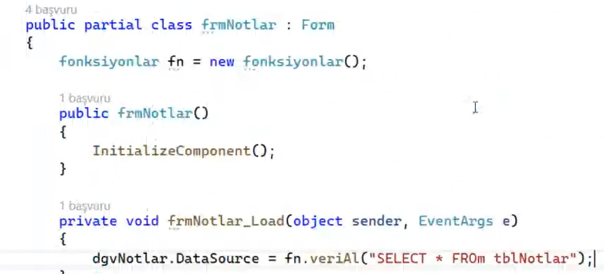 4 başvuru
public partial class frmNotlar : Form
{
fonksiyonlar fn = new fonksiyonlar();
1 başvuru
public frmNotlar()
{
InitializeComponent();
}
1 başvuru
private void frmNotlar_Load(object sender, EventArgs e)
{
dgvNotlar.DataSource = fn.veriAl("SELECT * FROm tblNotlar");
}